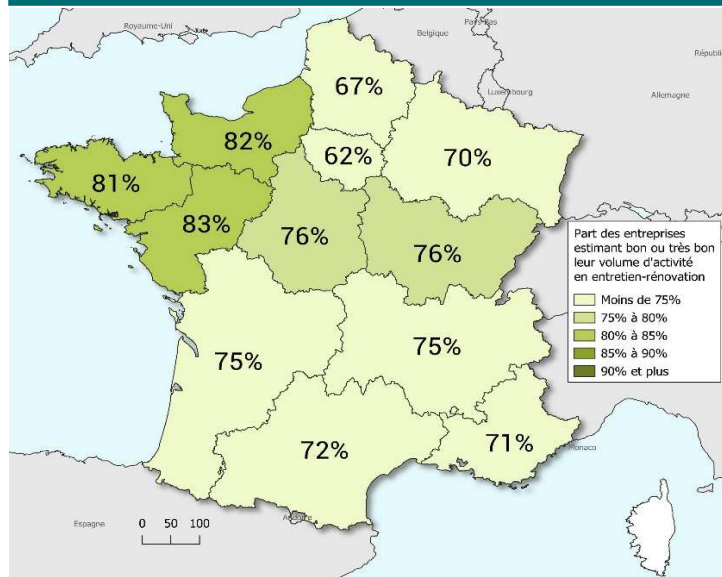 Royaume-Uni
Belgique
Pays-Bas
Luxembourg
Allemagne
Républi
67%
82%
62%
70%
81%
83%
76%
76%
Part des entreprises
estimant bon ou très bon
leur volume d'activité
en entretien-rénovation
Moins de 75%
75% à 80%
80% à 85%
85% à 90%
90% et plus
75%
75%
72%
71%
Monaco
Espagne
0 50 100
Andorre